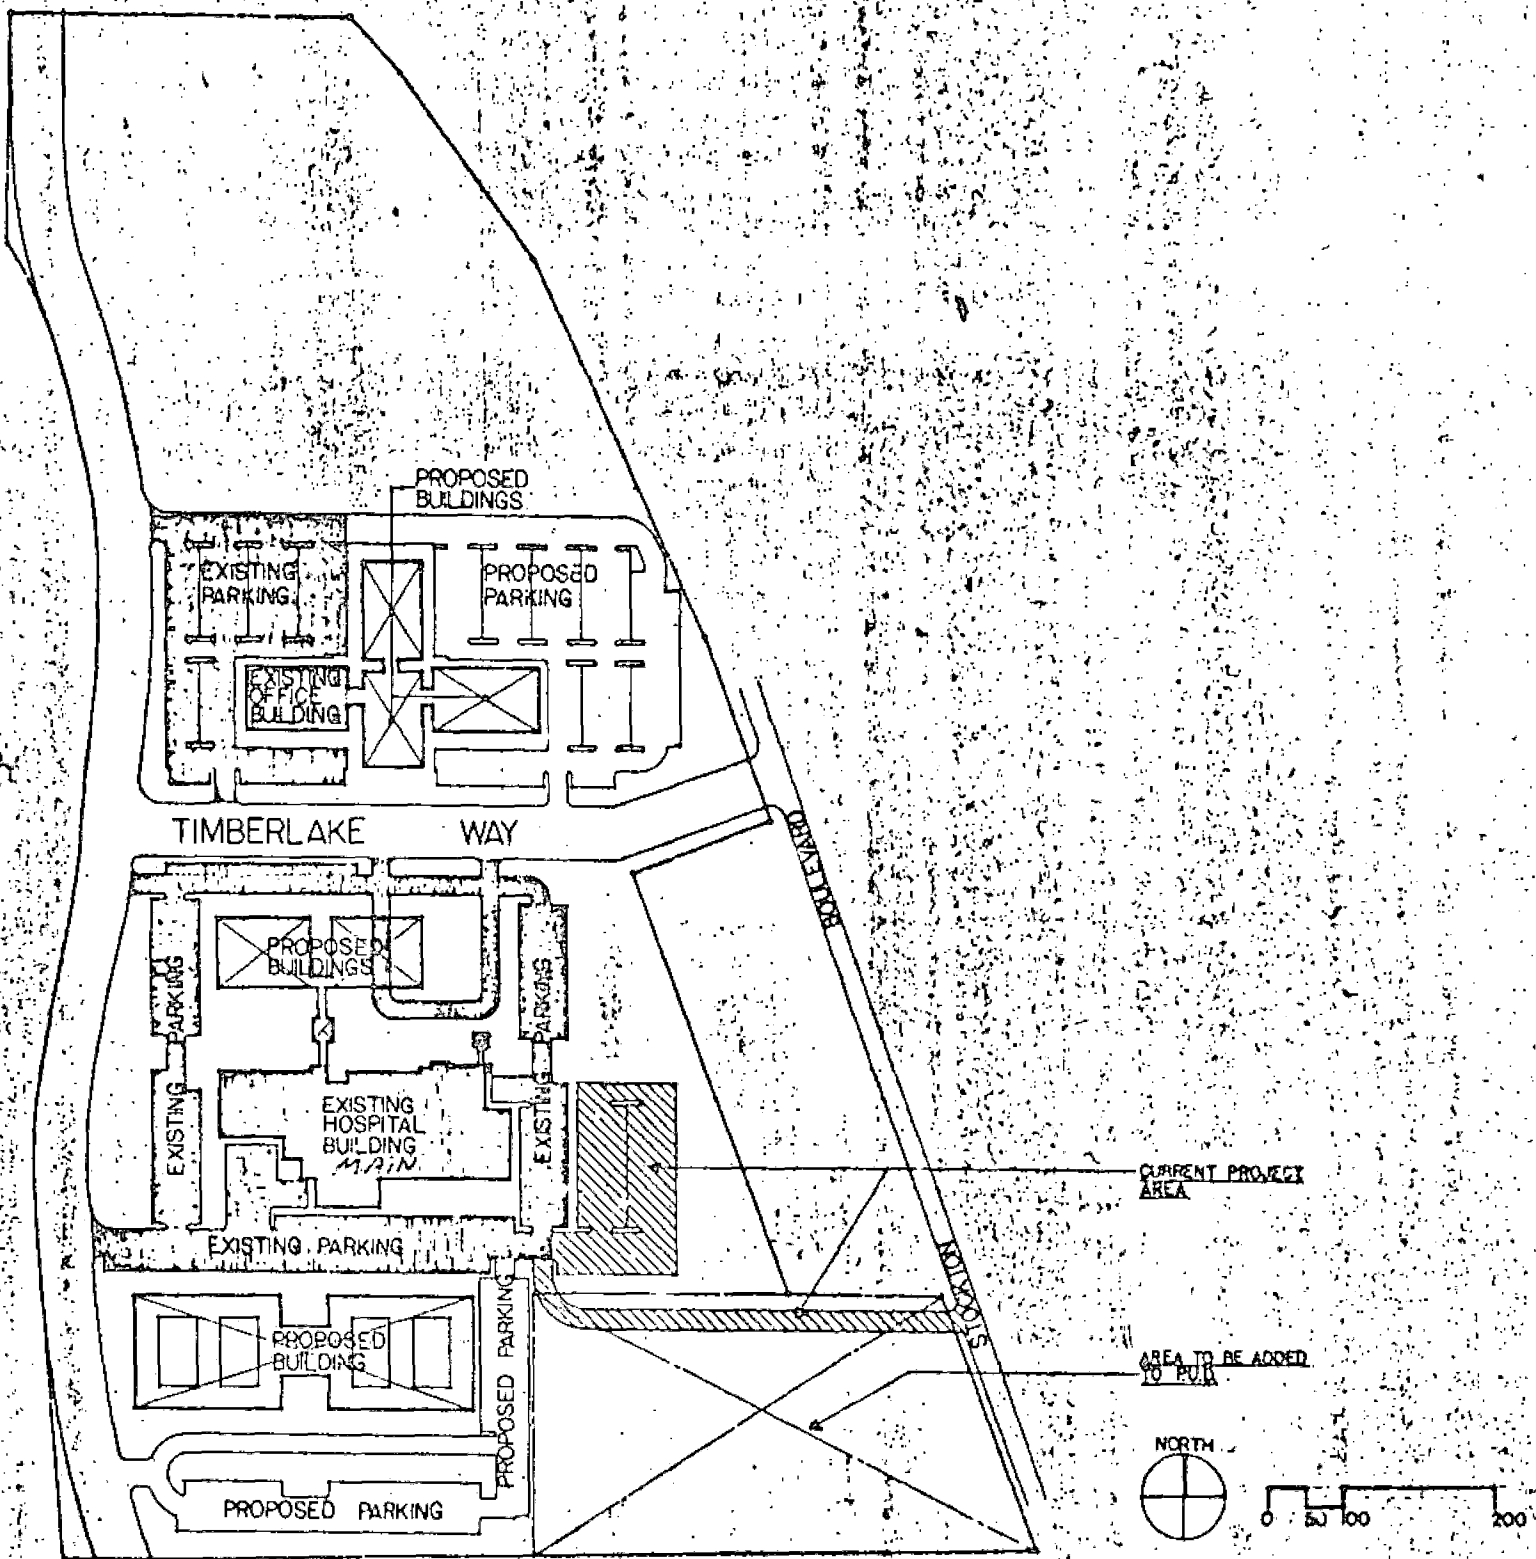 PROPOSED
BUILDINGS
EXISTING
PARKING
PROPOSED
PARKING
EXISTING
OFFICE
BUILDING
TIMBERLAKE WAY
BOULEVARD
PROPOSED
BUILDINGS
PARKING
PARKING
EXISTING
HOSPITAL
BUILDING
MAIN
EXISTING
EXISTING
CURRENT PROJECT
AREA
EXISTING PARKING
STOCKTON
PROPOSED PARKING
PROPOSED
BUILDING
AREA TO BE ADDED
TO P.U.D.
PROPOSED PARKING
NORTH
0 50 100 200